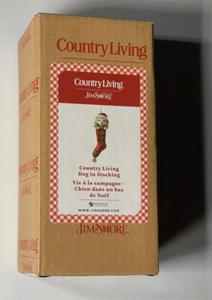 Country Living
Country Living
JIM SHORE
Country Living
Dog in Stocking
Vie à la campagne
Chien dans un bas
de Noël
WWW.JIMSHORE.COM
JIM SHORE